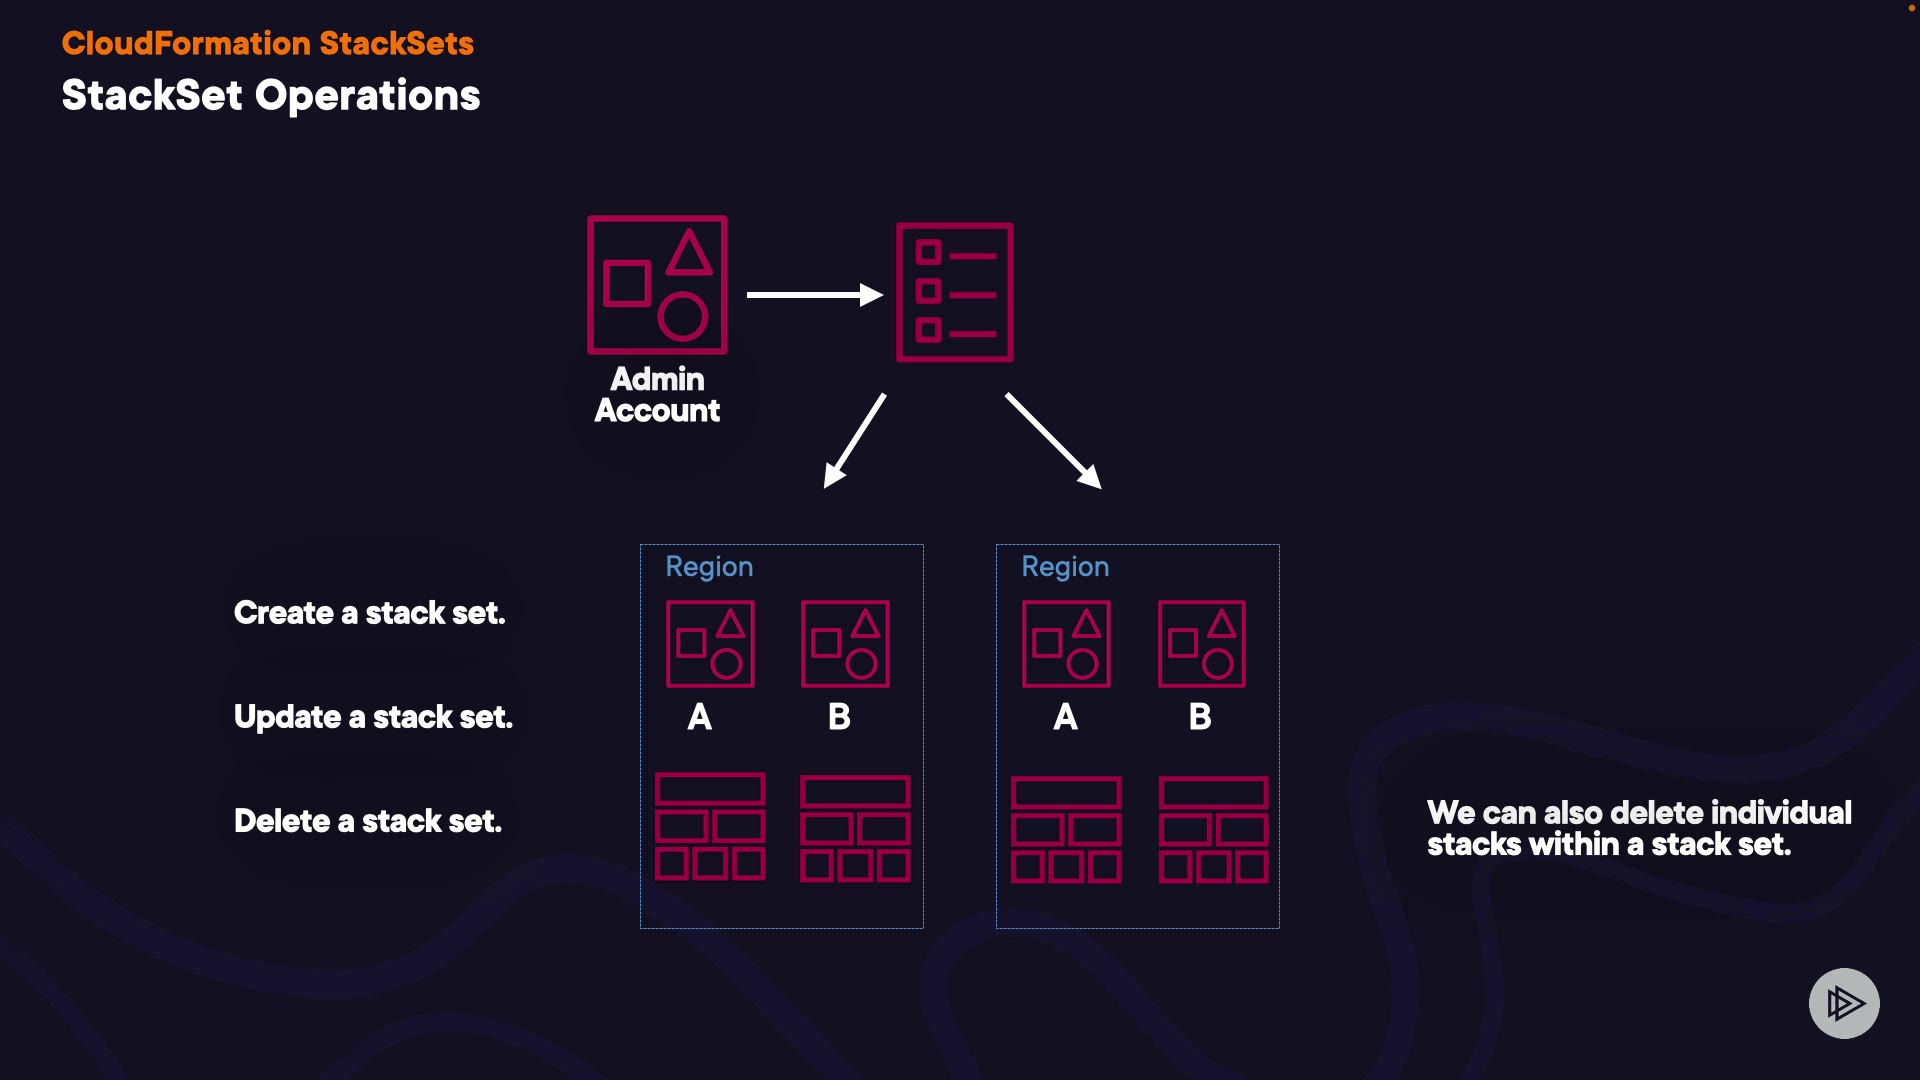 CloudFormation StackSets
StackSet Operations
Admin
Account
Region
Region
Create a stack set.
A
B
A
B
Update a stack set.
Delete a stack set.
We can also delete individual
stacks within a stack set.